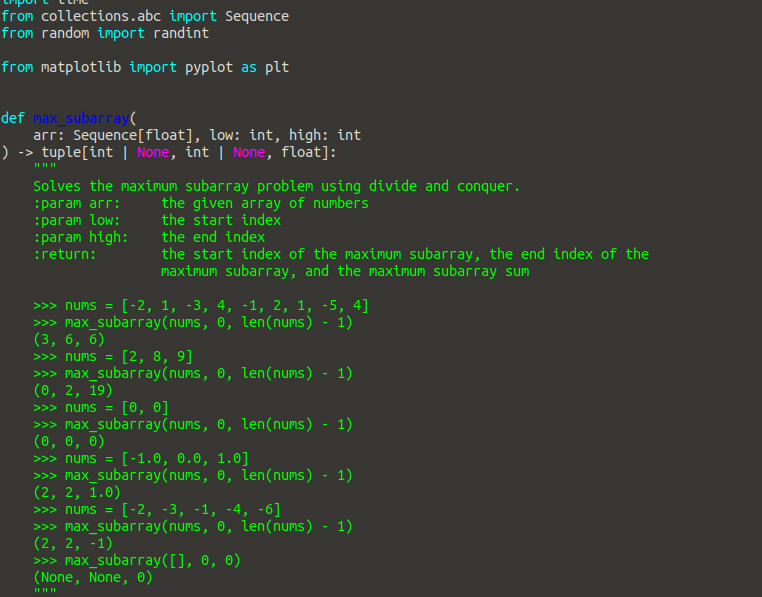 import time
from collections.abc import Sequence
from random import randint
from matplotlib import pyplot as plt
def max_subarray(
    arr: Sequence[float], low: int, high: int
) -> tuple[int | None, int | None, float]:
    """
    Solves the maximum subarray problem using divide and conquer.
    :param arr:     the given array of numbers
    :param low:     the start index
    :param high:    the end index
    :return:        the start index of the maximum subarray, the end index of the
                    maximum subarray, and the maximum subarray sum
    >>> nums = [-2, 1, -3, 4, -1, 2, 1, -5, 4]
    >>> max_subarray(nums, 0, len(nums) - 1)
    (3, 6, 6)
    >>> nums = [2, 8, 9]
    >>> max_subarray(nums, 0, len(nums) - 1)
    (0, 2, 19)
    >>> nums = [0, 0]
    >>> max_subarray(nums, 0, len(nums) - 1)
    (0, 0, 0)
    >>> nums = [-1.0, 0.0, 1.0]
    >>> max_subarray(nums, 0, len(nums) - 1)
    (2, 2, 1.0)
    >>> nums = [-2, -3, -1, -4, -6]
    >>> max_subarray(nums, 0, len(nums) - 1)
    (2, 2, -1)
    >>> max_subarray([], 0, 0)
    (None, None, 0)
    """